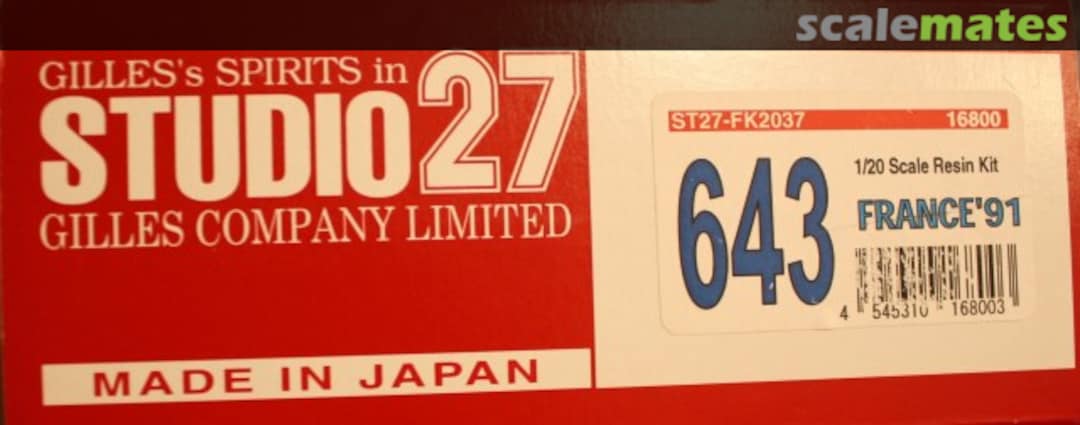 scalemates
GILLES's SPIRITS in
STUDIO27
GILLES COMPANY LIMITED
MADE IN JAPAN
ST27-FK2037 16800
643
1/20 Scale Resin Kit
FRANCE'91
4 545310 168003